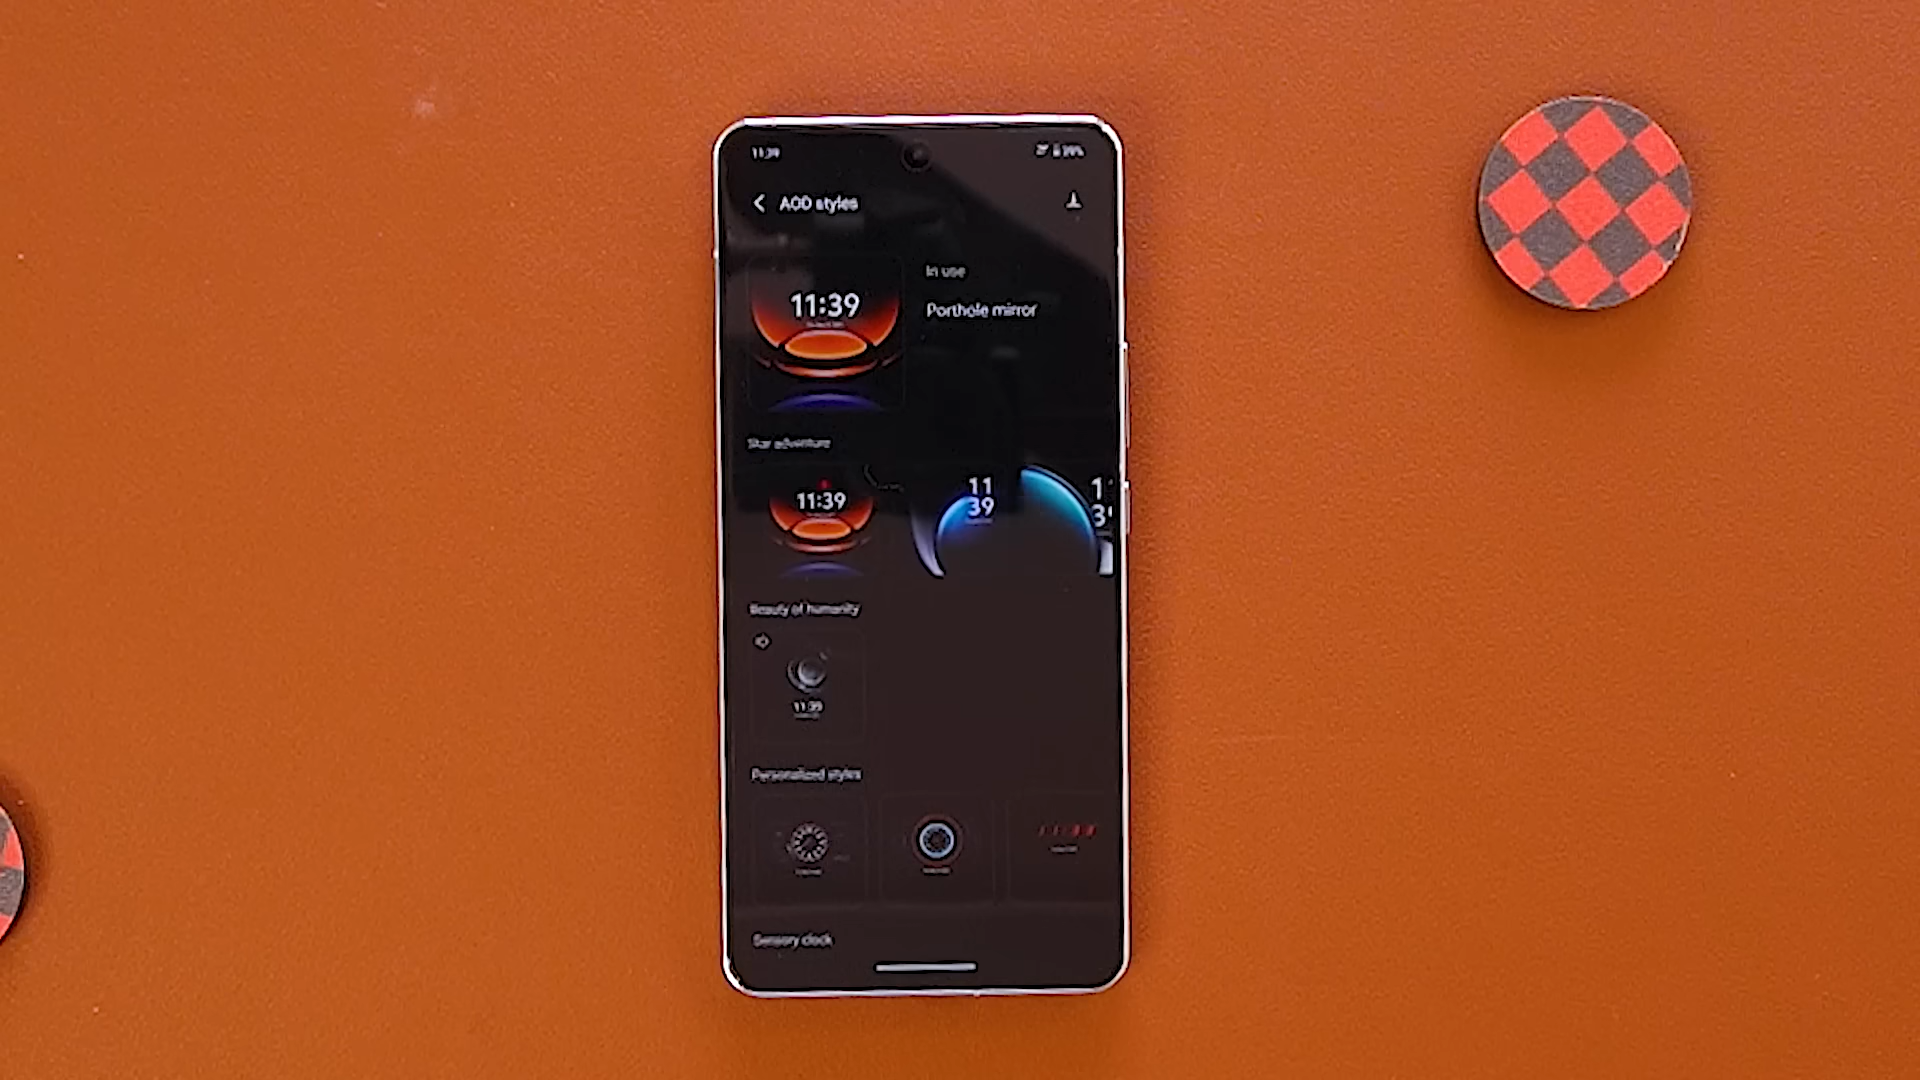 11:39
AOD styles
In use
11:39
Porthole mirror
Star adventure
11:39
11
39
Beauty of humanity
11:39
Personalized styles
Sensory clock